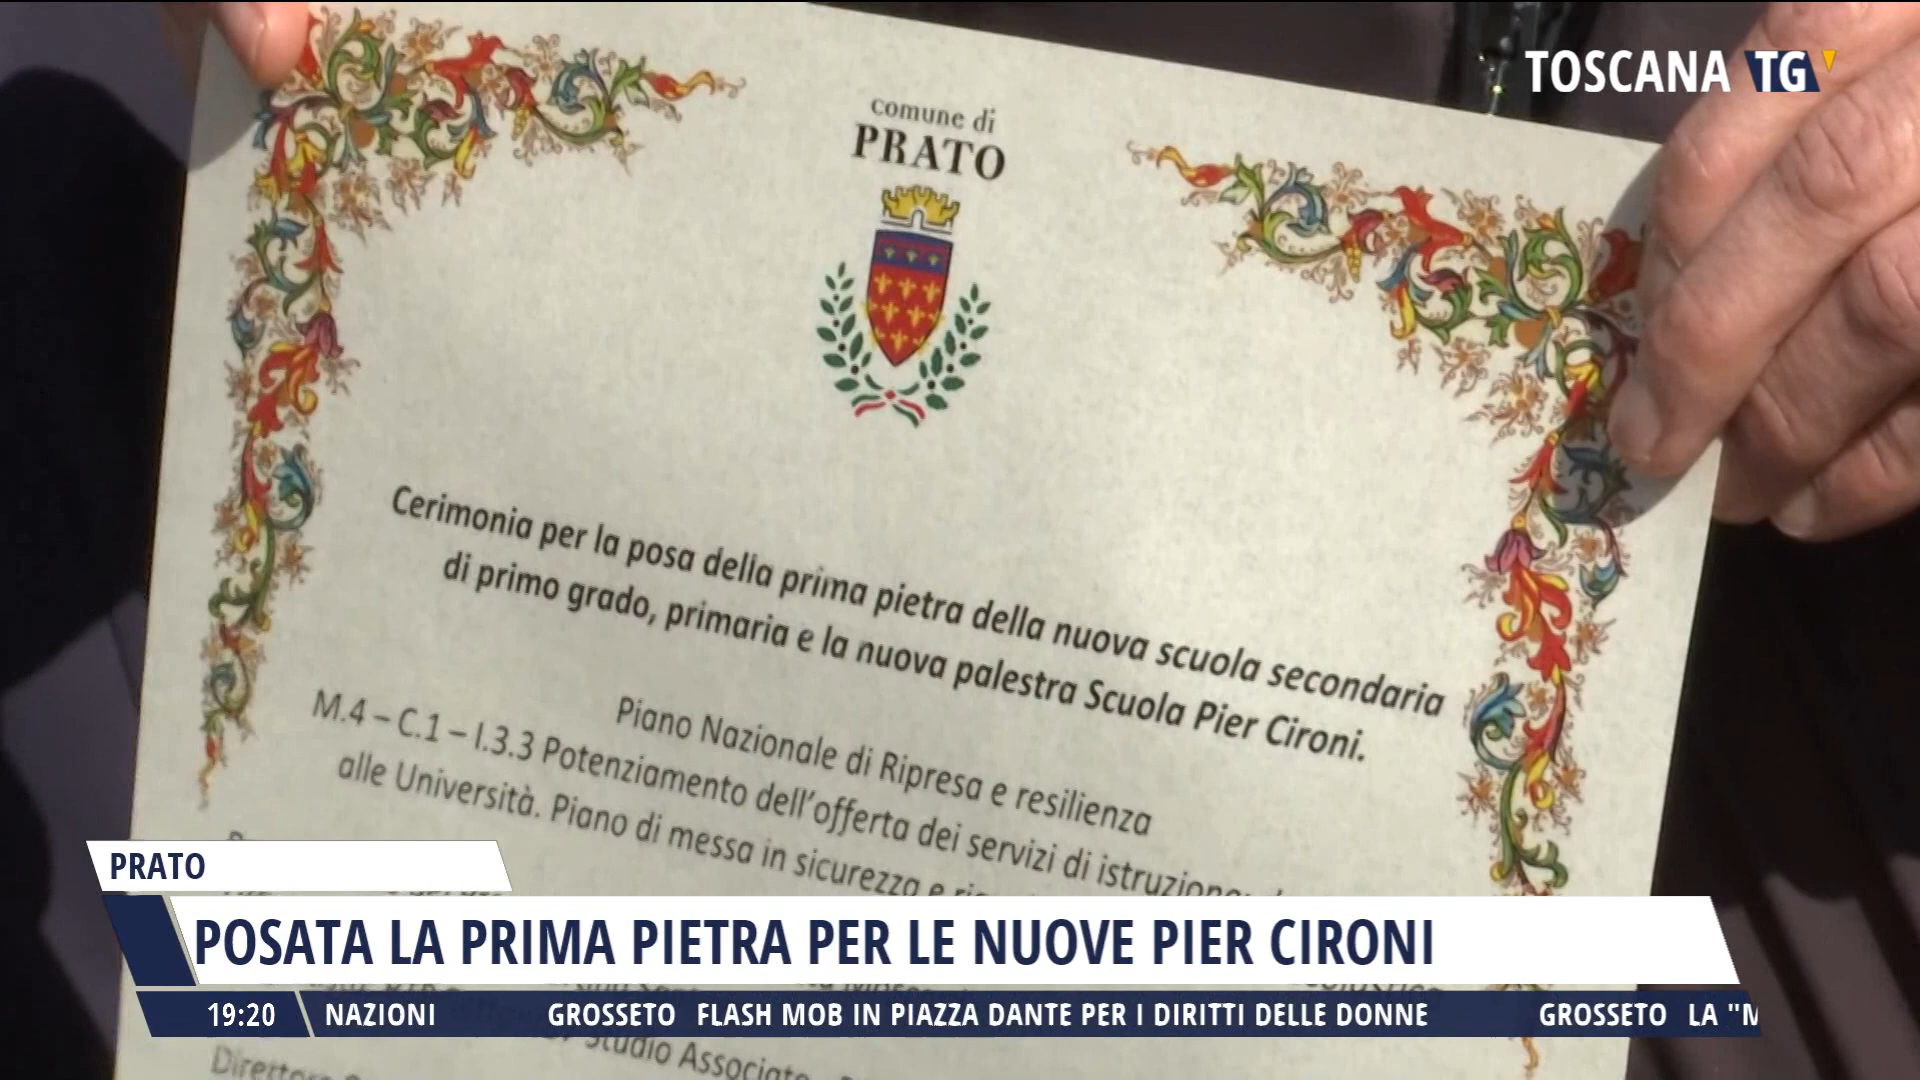 TOSCANA TG
comune di
PRATO
Cerimonia per la posa della prima pietra della nuova scuola secondaria
di primo grado, primaria e la nuova palestra Scuola Pier Cironi.
Piano Nazionale di Ripresa e resilienza
M.4 – C.1 – I.3.3 Potenziamento dell'offerta dei servizi di istruzione:
alle Università. Piano di messa in sicurezza e
PRATO
POSATA LA PRIMA PIETRA PER LE NUOVE PIER CIRONI
19:20 NAZIONI GROSSETO FLASH MOB IN PIAZZA DANTE PER I DIRITTI DELLE DONNE GROSSETO LA "M
Studio Associato
Direttore